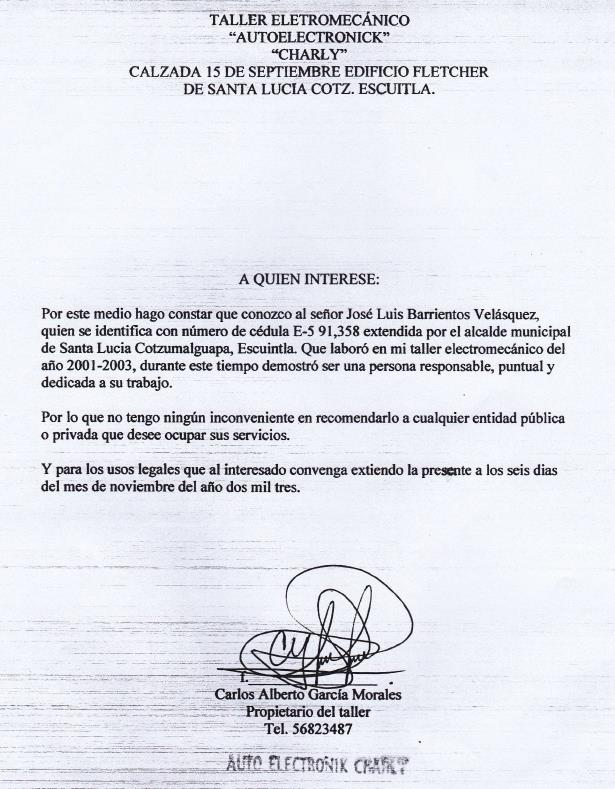 TALLER ELETROMECÁNICO
“AUTOELECTRONICK”
“CHARLY”
CALZADA 15 DE SEPTIEMBRE EDIFICIO FLETCHER
DE SANTA LUCIA COTZ. ESCUITLA.
A QUIEN INTERESE:
Por este medio hago constar que conozco al señor José Luis Barrientos Velásquez,
quien se identifica con número de cédula E-5 91,358 extendida por el alcalde municipal
de Santa Lucia Cotzumalguapa, Escuintla. Que laboró en mi taller electromecánico del
año 2001-2003, durante este tiempo demostró ser una persona responsable, puntual y
dedicada a su trabajo.
Por lo que no tengo ningún inconveniente en recomendarlo a cualquier entidad pública
o privada que desee ocupar sus servicios.
Y para los usos legales que al interesado convenga extiendo la presente a los seis dias
del mes de noviembre del año dos mil tres.
f.
Carlos Alberto García Morales
Propietario del taller
Tel. 56823487
AUTO ELECTRONIK CHARLY